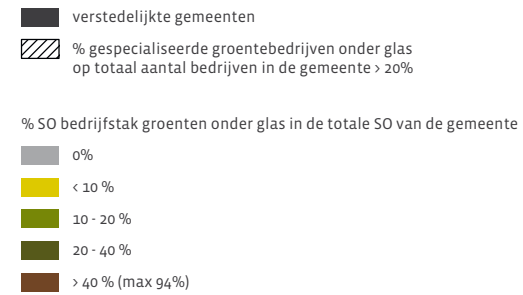 verstedelijkte gemeenten
% gespecialiseerde groentebedrijven onder glas
op totaal aantal bedrijven in de gemeente > 20%
% SO bedrijfstak groenten onder glas in de totale SO van de gemeente
0%
< 10 %
10 - 20 %
20 - 40 %
> 40 % (max 94%)